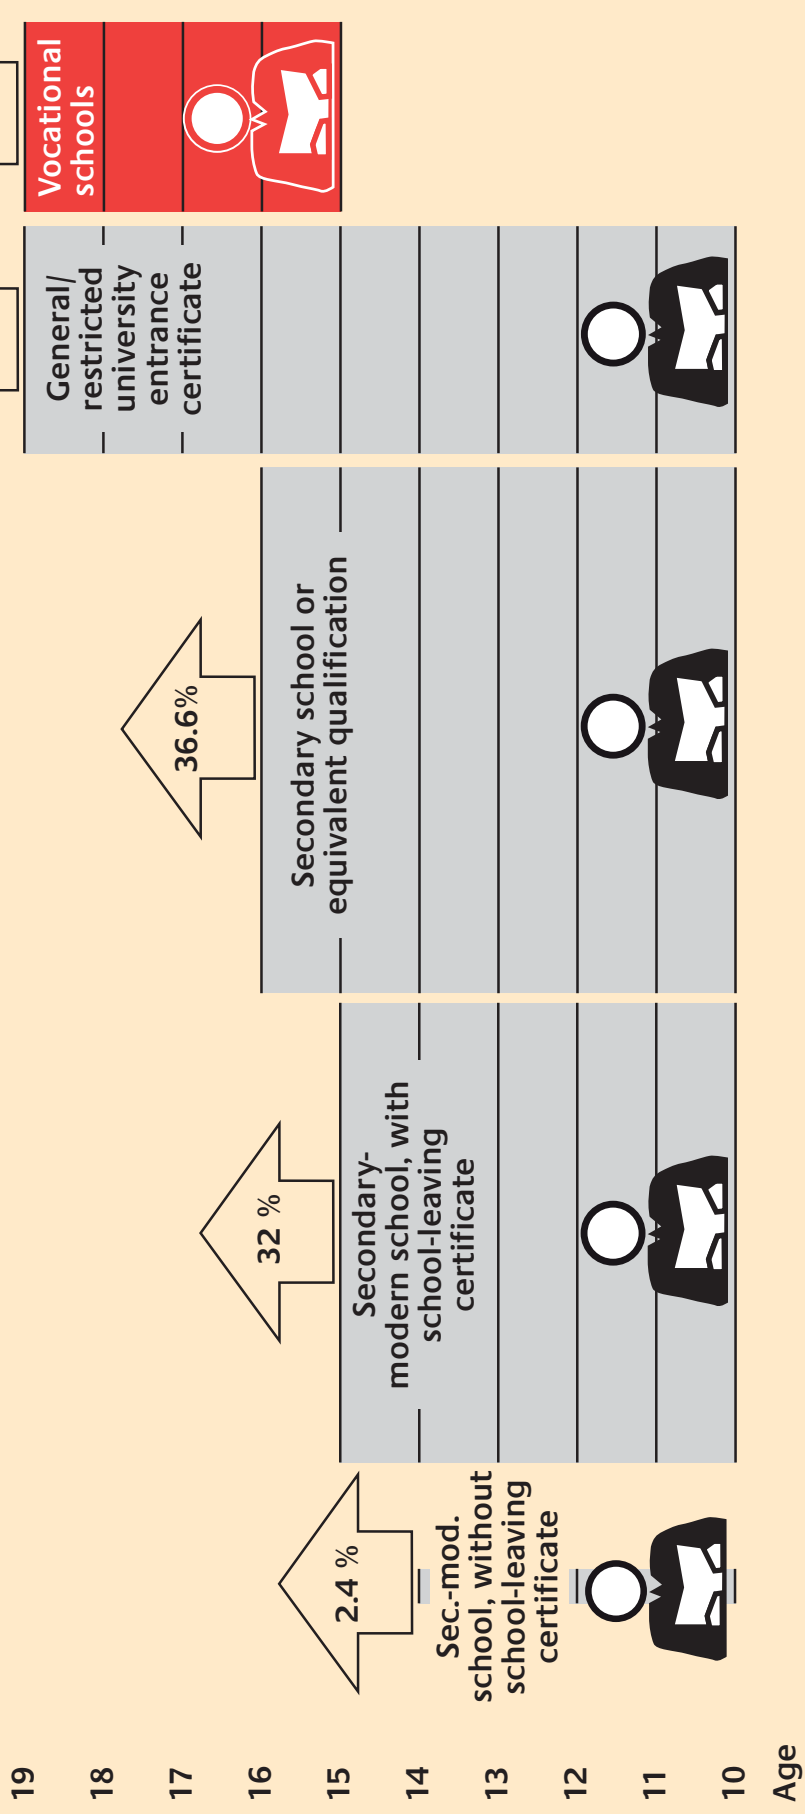 19
18
17
16
15
14
13
12
11
10
Age
2.4 %
Sec.-mod.
school, without
school-leaving
certificate
32 %
Secondary-
modern school, with
school-leaving
certificate
36.6%
Secondary school or
equivalent qualification
General/
restricted
university
entrance
certificate
Vocational
schools